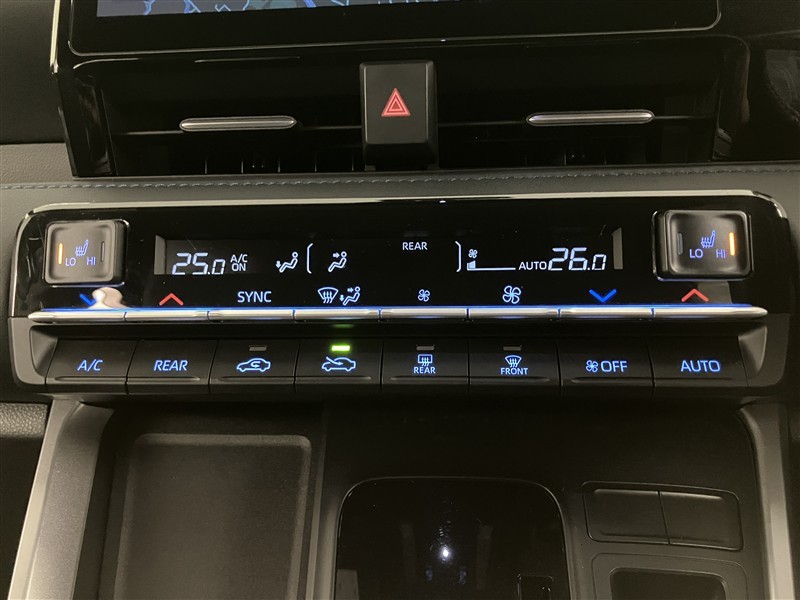 REAR
LO HI
25.0 A/C ON
AUTO 26.0
LO HI
SYNC
A/C REAR REAR FRONT OFF AUTO